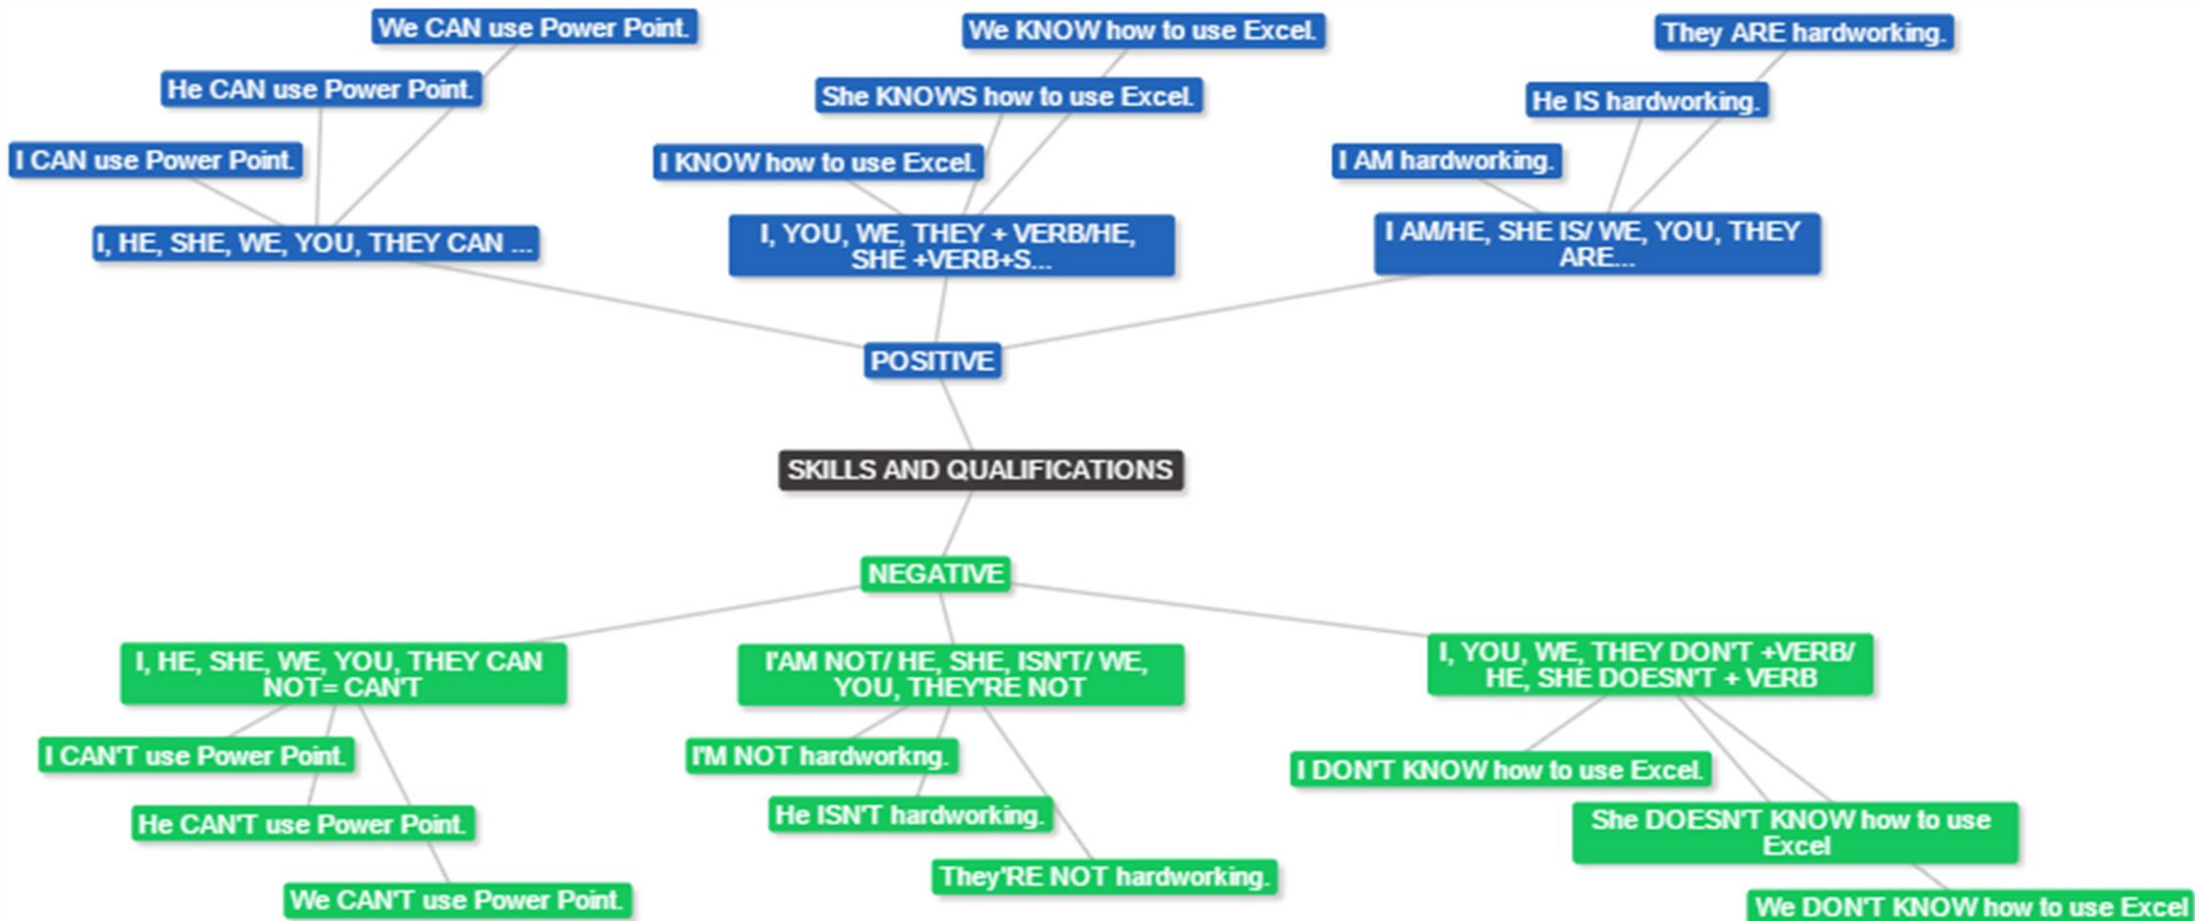 We CAN use Power Point.
He CAN use Power Point.
I CAN use Power Point.
I, HE, SHE, WE, YOU, THEY CAN ...
We KNOW how to use Excel.
She KNOWS how to use Excel.
I KNOW how to use Excel.
I, YOU, WE, THEY + VERB/HE,
SHE +VERB+S...
They ARE hardworking.
He IS hardworking.
I AM hardworking.
I AM/HE, SHE IS/ WE, YOU, THEY
ARE...
POSITIVE
SKILLS AND QUALIFICATIONS
NEGATIVE
I, HE, SHE, WE, YOU, THEY CAN
NOT= CAN'T
I CAN'T use Power Point.
He CAN'T use Power Point.
We CAN'T use Power Point.
I'AM NOT/ HE, SHE, ISN'T/ WE,
YOU, THEY'RE NOT
I'M NOT hardworkng.
He ISN'T hardworking.
They'RE NOT hardworking.
I, YOU, WE, THEY DON'T +VERB/
HE, SHE DOESN'T + VERB
I DON'T KNOW how to use Excel.
She DOESN'T KNOW how to use
Excel
We DON'T KNOW how to use Excel